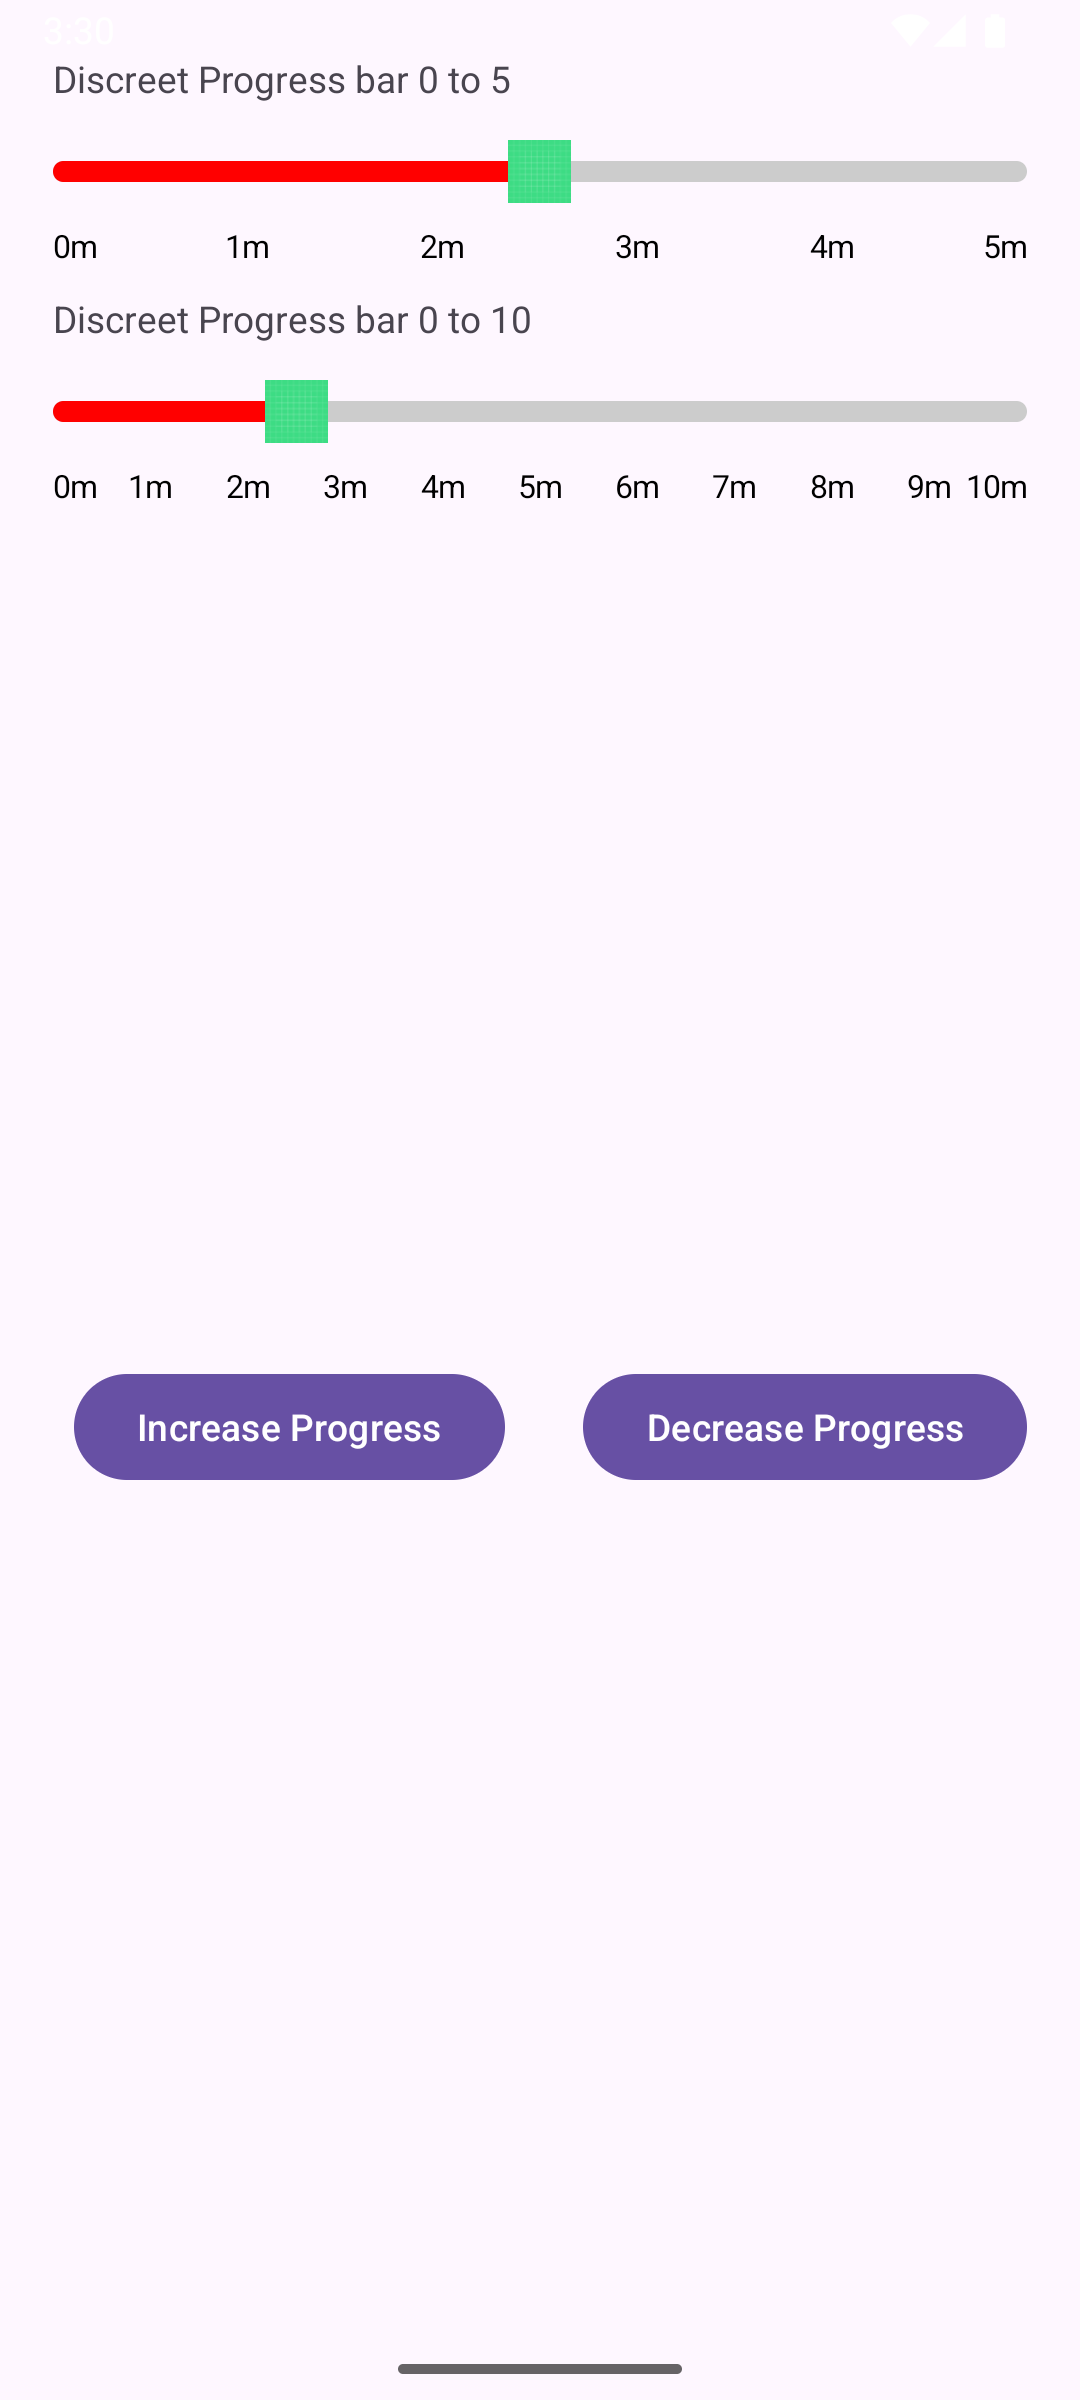 3:30
Discreet Progress bar 0 to 5
0m 1m 2m 3m 4m 5m
Discreet Progress bar 0 to 10
0m 1m 2m 3m 4m 5m 6m 7m 8m 9m 10m
Increase Progress Decrease Progress